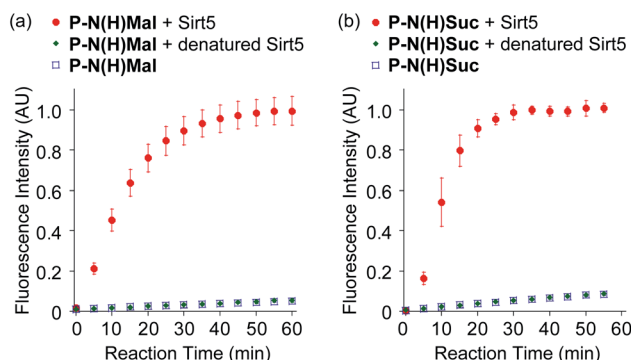 (a)
P-N(H)Mal + Sirt5
P-N(H)Mal + denatured Sirt5
P-N(H)Mal
Fluorescence Intensity (AU)
1.0
0.8
0.6
0.4
0.2
0
0 10 20 30 40 50 60
Reaction Time (min)
(b)
P-N(H)Suc + Sirt5
P-N(H)Suc + denatured Sirt5
P-N(H)Suc
Fluorescence Intensity (AU)
1.0
0.8
0.6
0.4
0.2
0
0 10 20 30 40 50 60
Reaction Time (min)